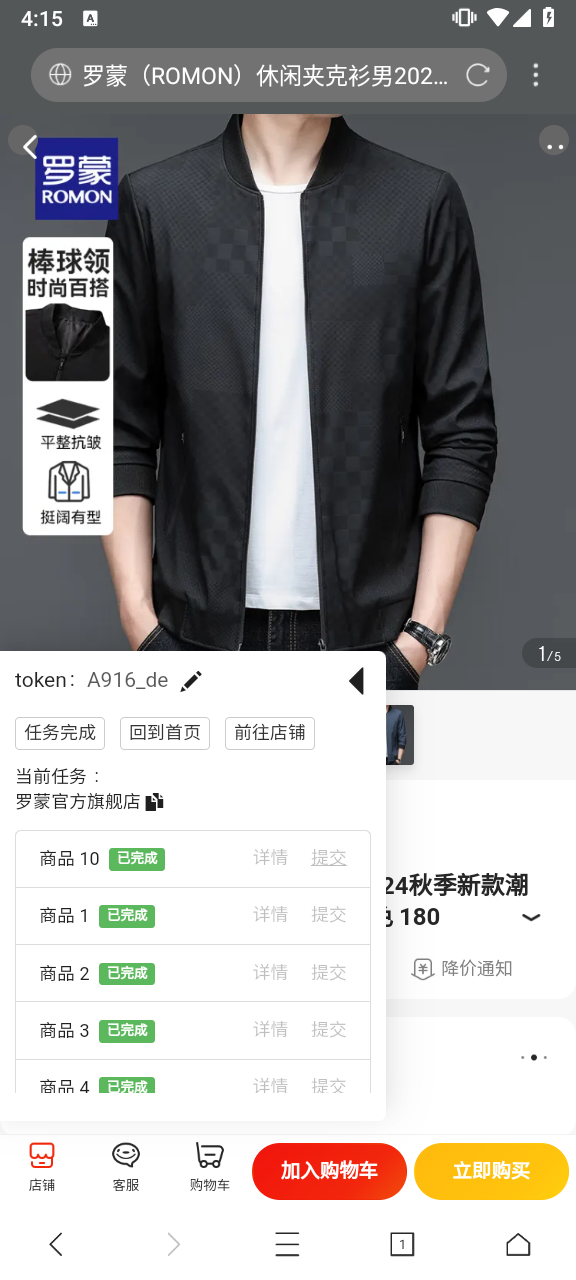 4:15
A
罗蒙（ROMON）休闲夹克衫男202...
罗蒙
ROMON
棒球领
时尚百搭
平整抗皱
挺阔有型
1/5
token： A916_de
任务完成 回到首页 前往店铺
当前任务：
罗蒙官方旗舰店
商品 10 已完成 详情 提交
商品 1 已完成 详情 提交
商品 2 已完成 详情 提交
商品 3 已完成 详情 提交
商品 4 已完成 详情 提交
24秋季新款潮
180
降价通知
店铺 客服 购物车 加入购物车 立即购买
1